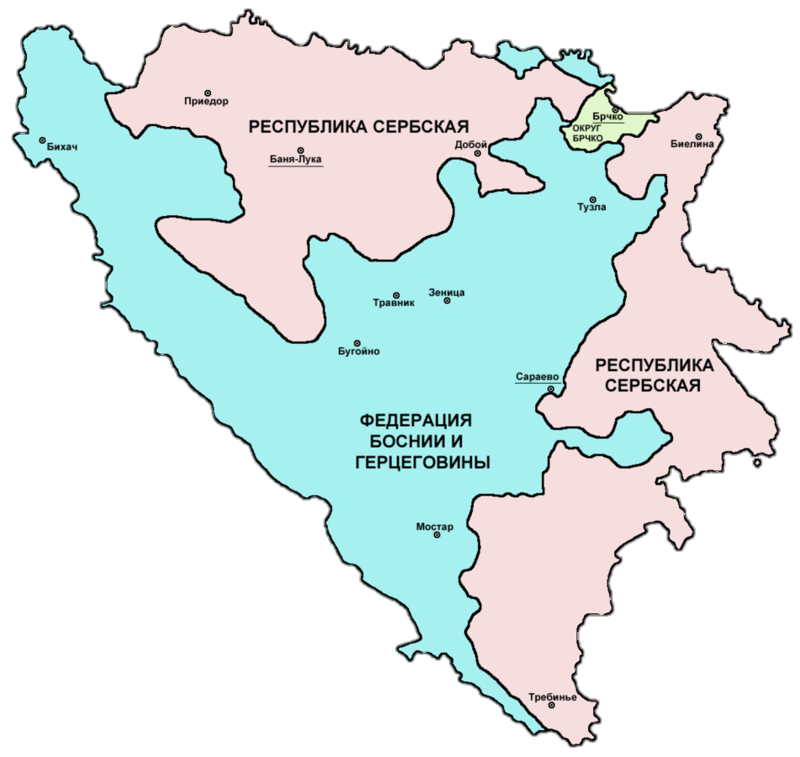 Приедор
РЕСПУБЛИКА СЕРБСКАЯ
Брчко
ОКРУГ
БРЧКО
Бихач
Добой
Биелина
Баня-Лука
Тузла
Травник
Зеница
Бугойно
Сараево
РЕСПУБЛИКА
СЕРБСКАЯ
ФЕДЕРАЦИЯ
БОСНИИ И
ГЕРЦЕГОВИНЫ
Мостар
Требинье